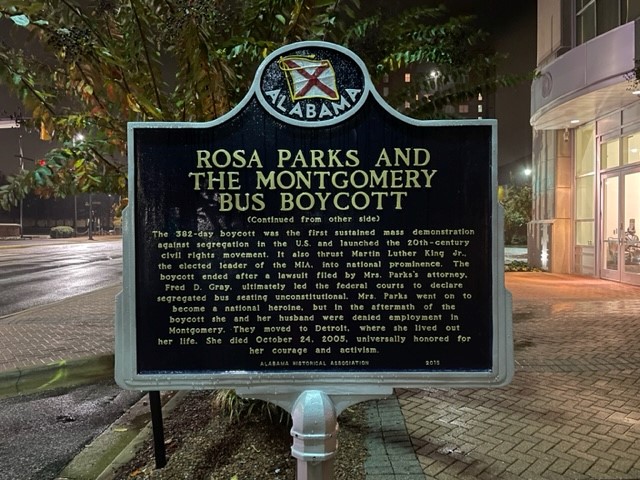 ALABAMA
ROSA PARKS AND
THE MONTGOMERY
BUS BOYCOTT
(Continued from other side)
The 382-day boycott was the first sustained mass demonstration
against segregation in the U.S. and launched the 20th-century
civil rights movement. It also thrust Martin Luther King Jr.,
the elected leader of the MIA, into national prominence. The
boycott ended after a lawsuit filed by Mrs. Parks's attorney,
Fred D. Gray, ultimately led the federal courts to declare
segregated bus seating unconstitutional. Mrs. Parks went on to
become a national heroine, but in the aftermath of the
boycott she and her husband were denied employment in
Montgomery. They moved to Detroit, where she lived out
her life. She died October 24, 2005, universally honored for
her courage and activism.
ALABAMA HISTORICAL ASSOCIATION